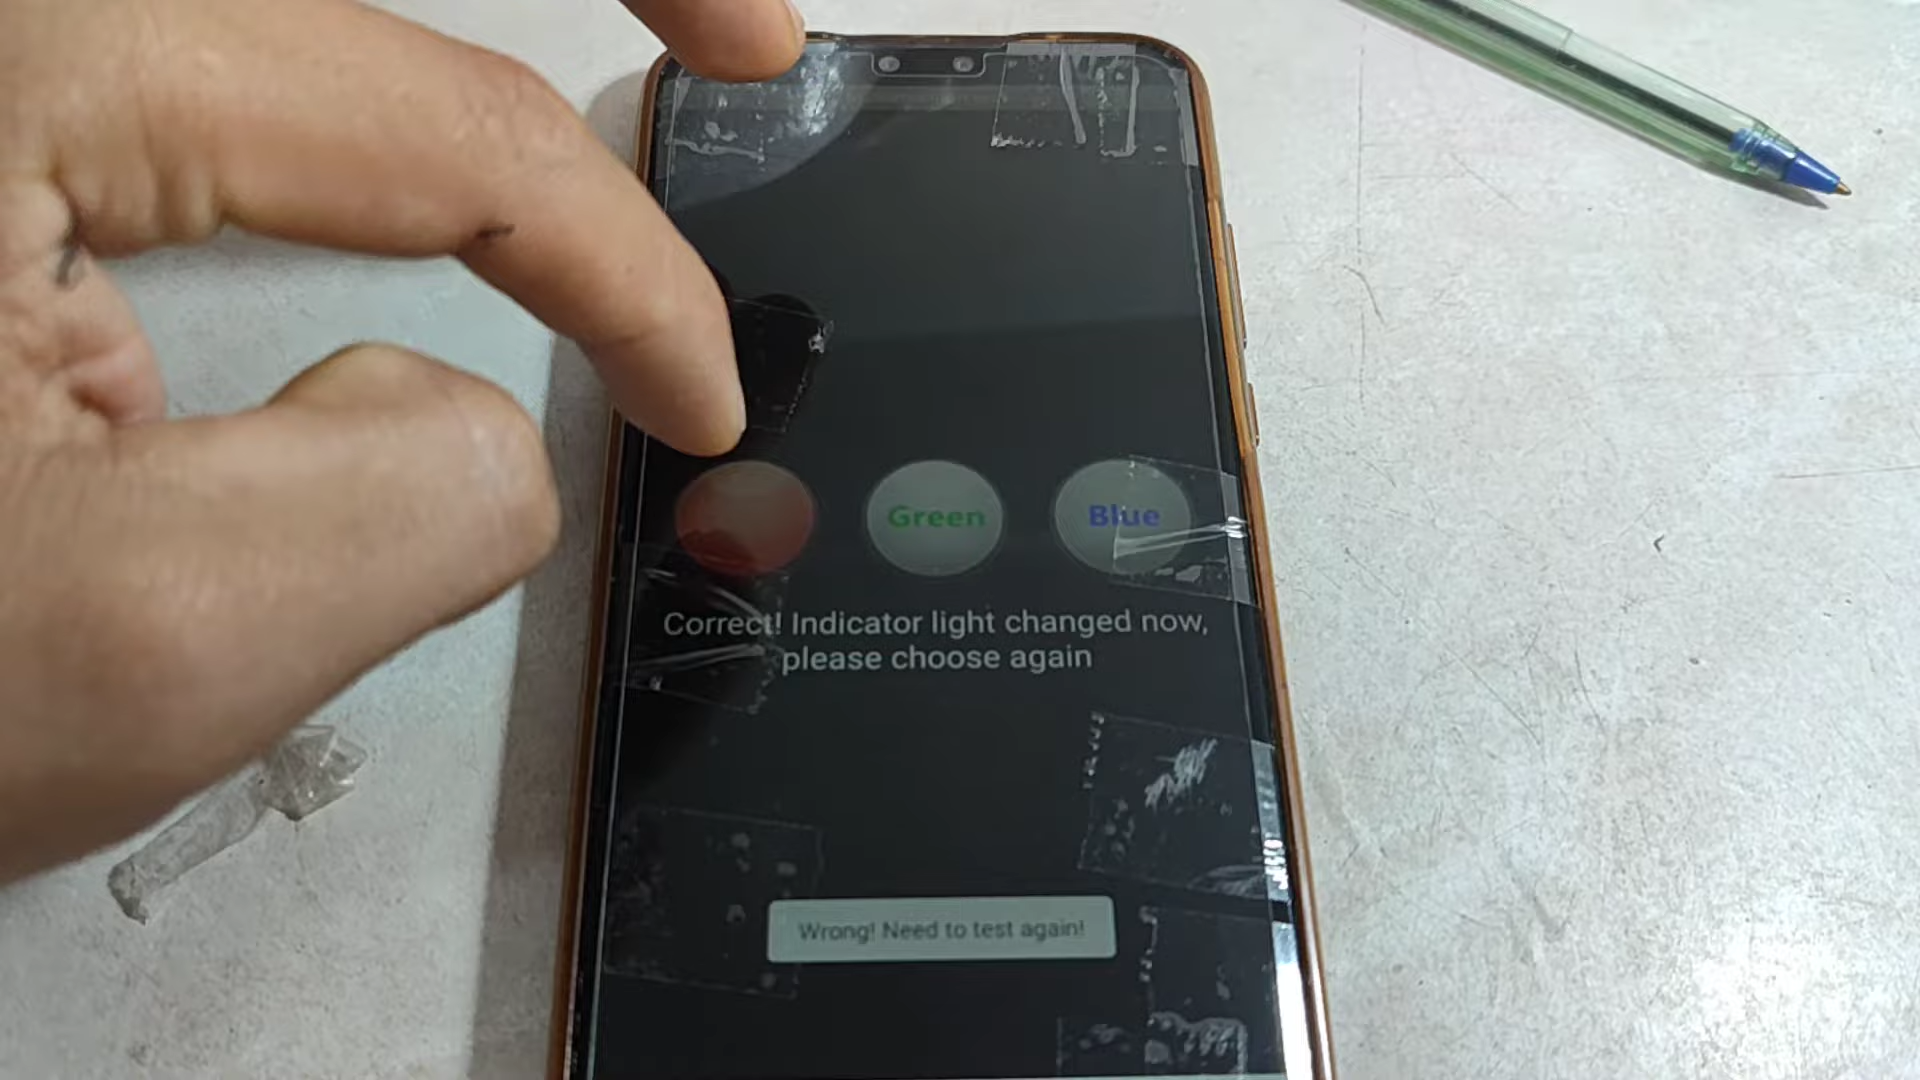 Green
Blue
Correct! Indicator light changed now,
please choose again
Wrong! Need to test again!